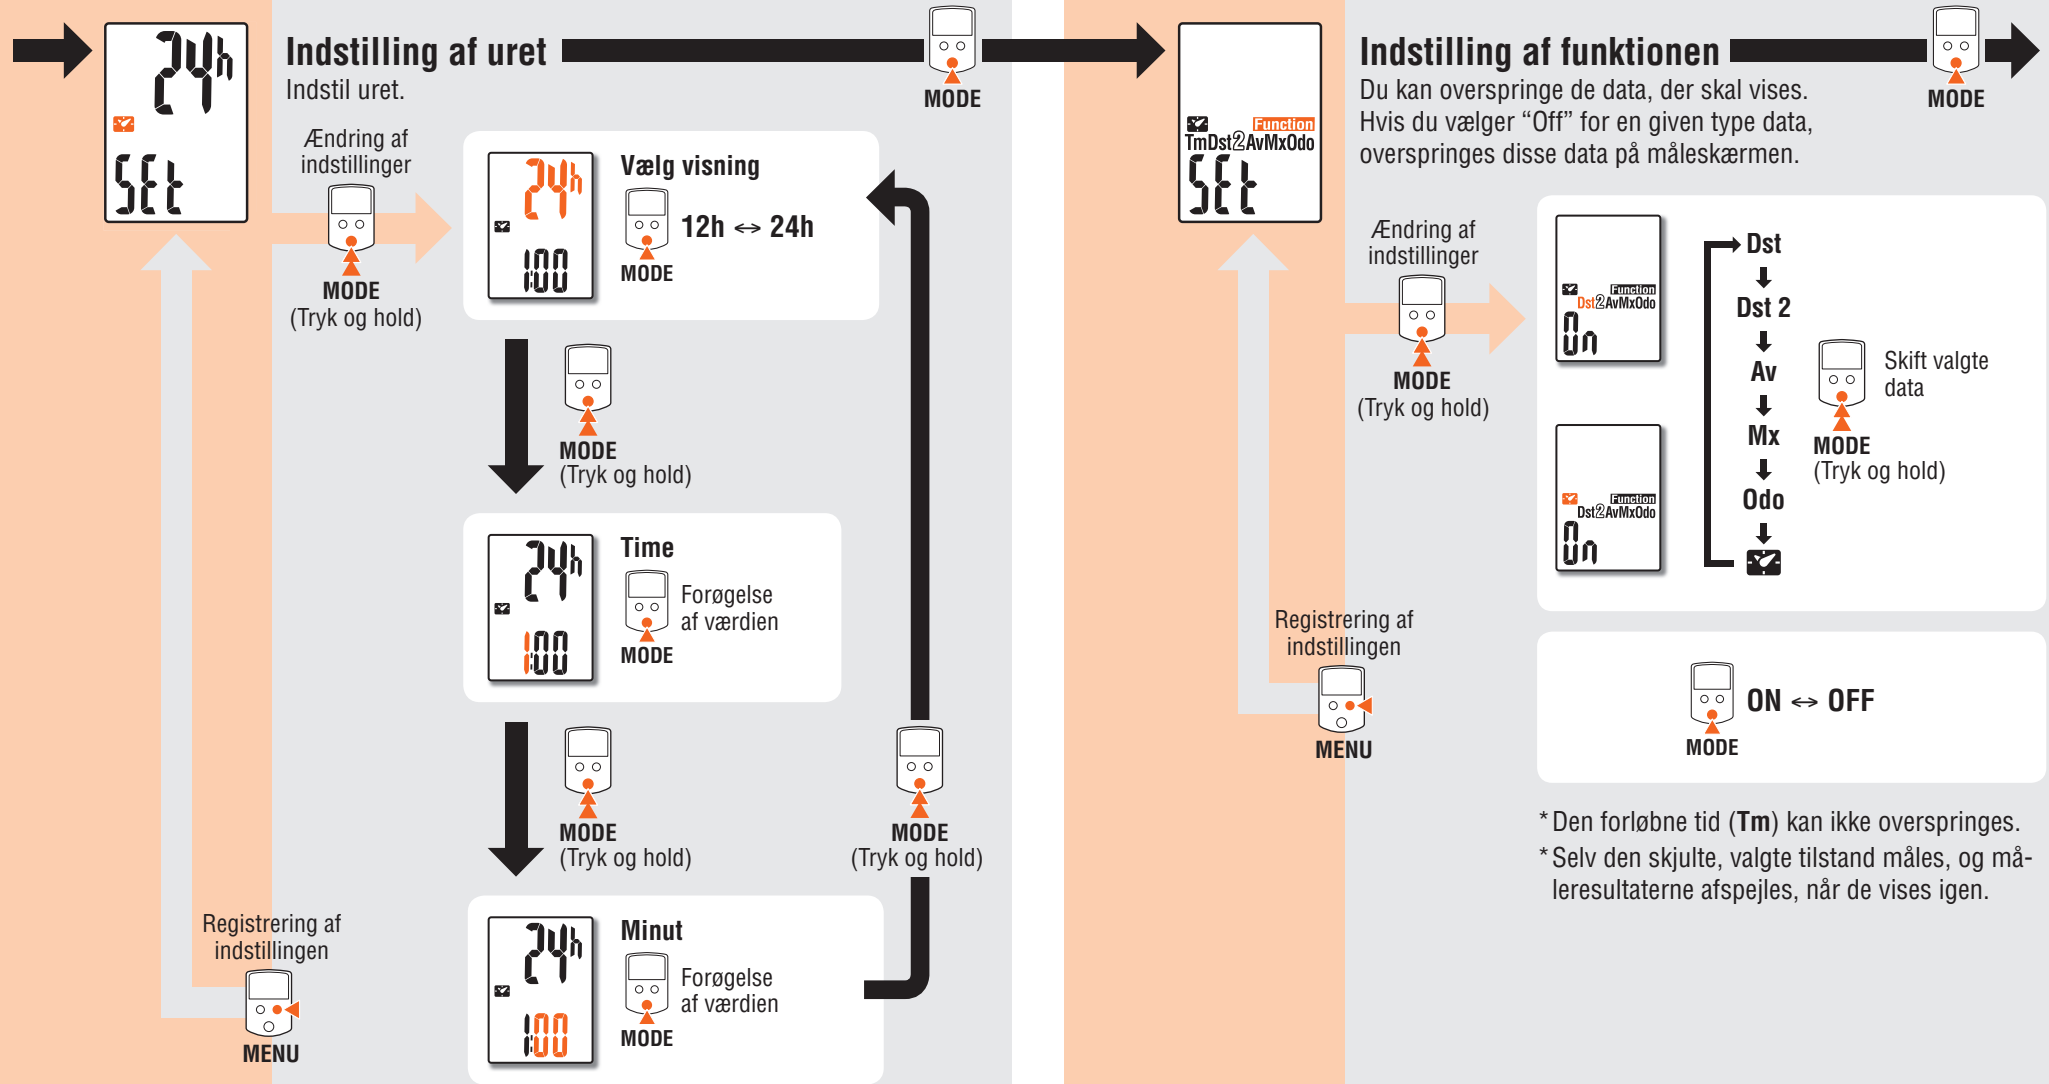 24h
SEt
Indstilling af uret
Indstil uret.
MODE
Ændring af
indstillinger
MODE
(Tryk og hold)
24h
1:00
Vælg visning
12h ↔ 24h
MODE
MODE
(Tryk og hold)
24h
1:00
Time
Forøgelse
af værdien
MODE
MODE
(Tryk og hold)
MODE
(Tryk og hold)
24h
1:00
Minut
Forøgelse
af værdien
MODE
Registrering af
indstillingen
MENU
Function
TmDst2AvMxOdo
SEt
Indstilling af funktionen
Du kan overspringe de data, der skal vises.
Hvis du vælger “Off” for en given type data,
overspringes disse data på måleskærmen.
MODE
Ændring af
indstillinger
MODE
(Tryk og hold)
Function
Dst2AvMxOdo
On
Function
Dst2AvMxOdo
On
Dst
Dst 2
Av
Mx
Odo
Skift valgte
data
MODE
(Tryk og hold)
Registrering af
indstillingen
MENU
ON ↔ OFF
MODE
* Den forløbne tid (Tm) kan ikke overspringes.
* Selv den skjulte, valgte tilstand måles, og må-
leresultaterne afspejles, når de vises igen.